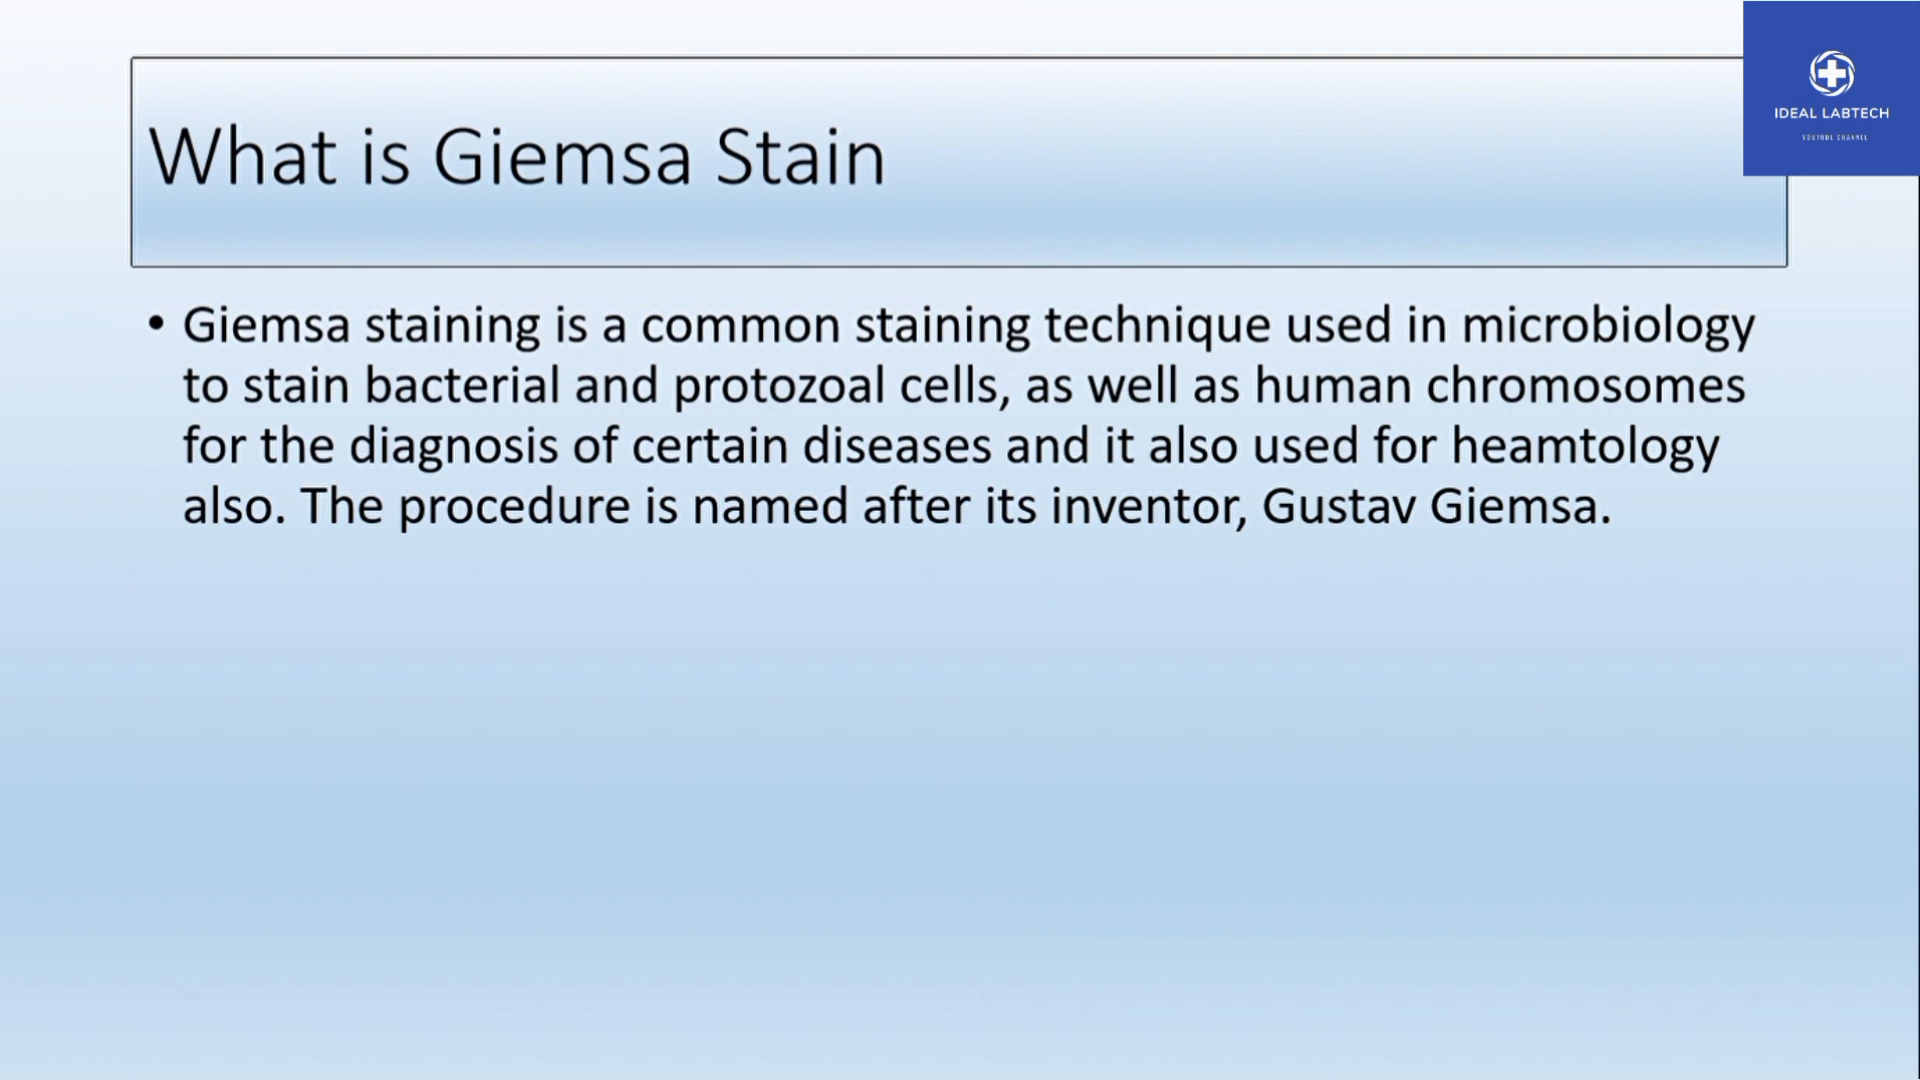 What is Giemsa Stain
IDEAL LABTECH
YOUTUBE CHANNEL
• Giemsa staining is a common staining technique used in microbiology
to stain bacterial and protozoal cells, as well as human chromosomes
for the diagnosis of certain diseases and it also used for heamtology
also. The procedure is named after its inventor, Gustav Giemsa.